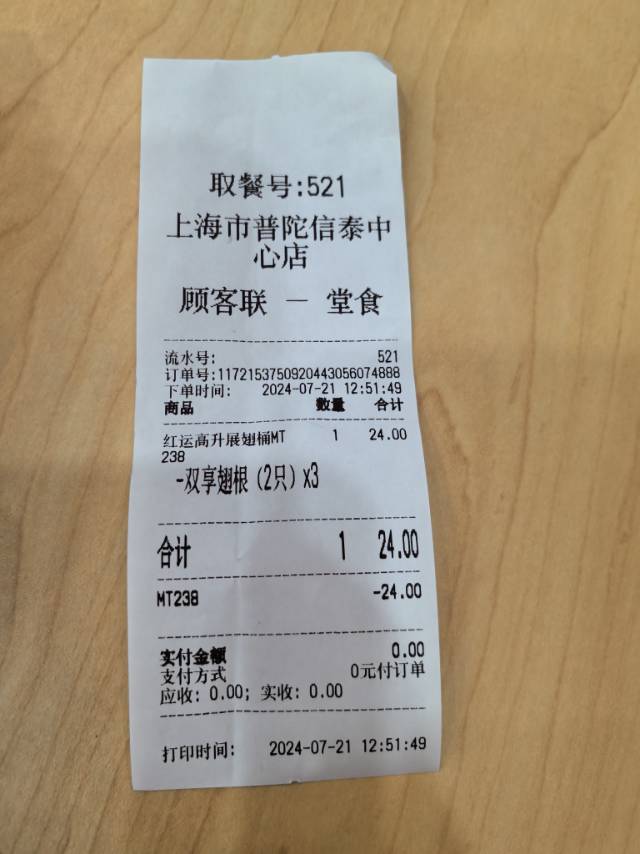 取餐号:521
上海市普陀信泰中
心店
顾客联 — 堂食
流水号: 521
订单号:1172153750920443056074888
下单时间: 2024-07-21 12:51:49
商品 数量 合计
红运高升展翅桶MT 1 24.00
238
-双享翅根(2只)x3
合计 1 24.00
MT238 -24.00
实付金额 0.00
支付方式 0元付订单
应收: 0.00; 实收: 0.00
打印时间: 2024-07-21 12:51:49